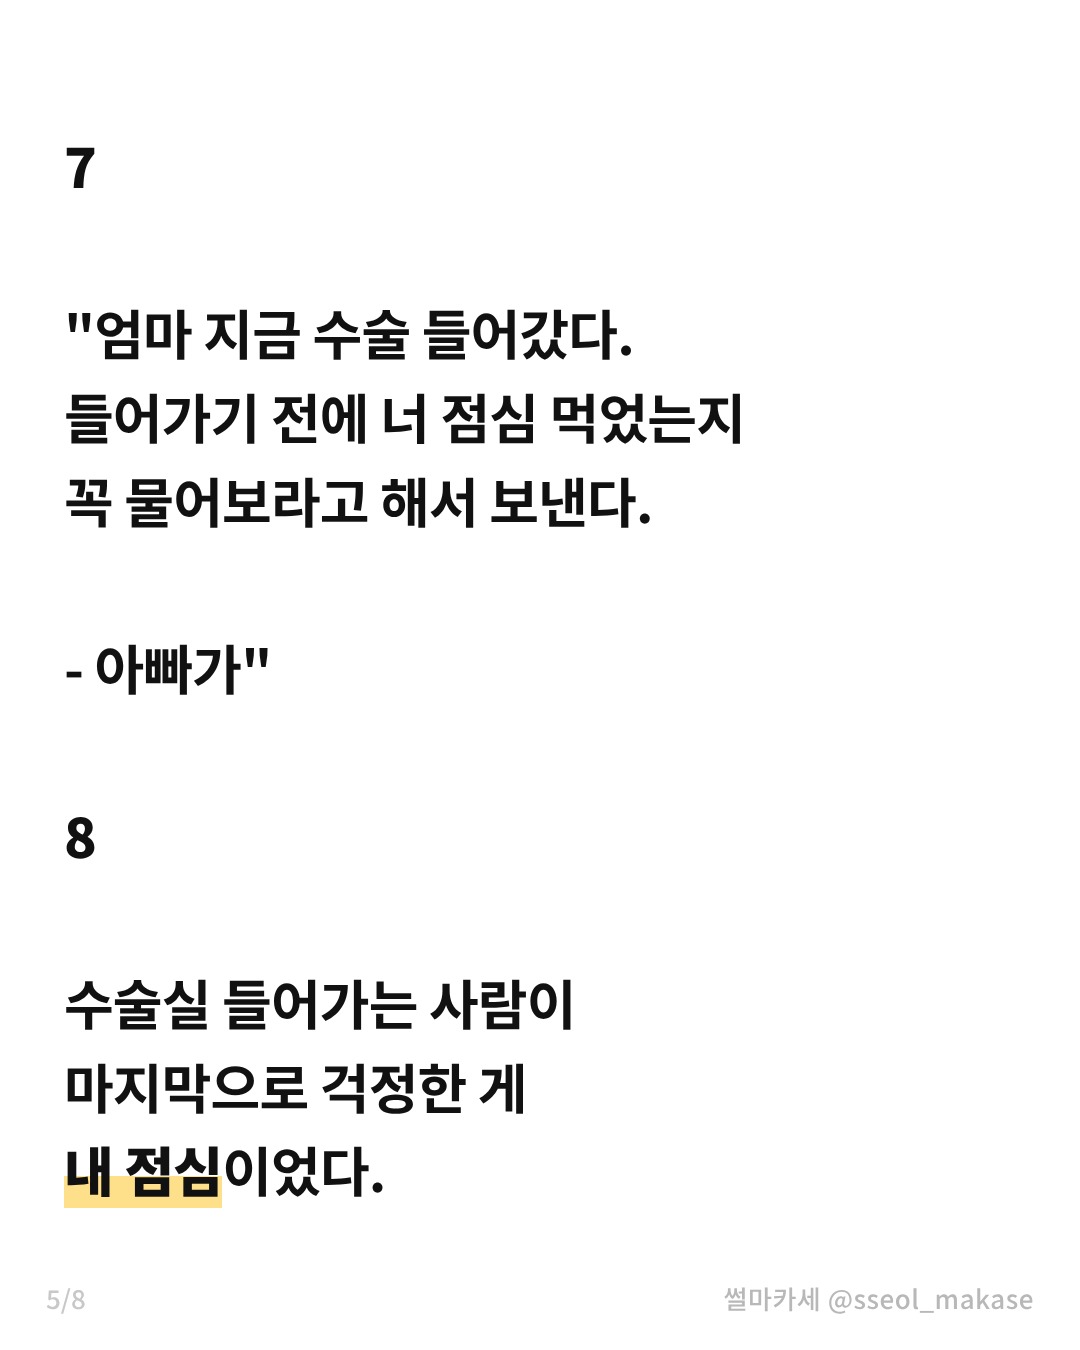 7
"엄마 지금 수술 들어갔다.
들어가기 전에 너 점심 먹었는지
꼭 물어보라고 해서 보낸다.
- 아빠가"
8
수술실 들어가는 사람이
마지막으로 걱정한 게
내 점심이었다.
5/8
썰마카세 @sseol_makase